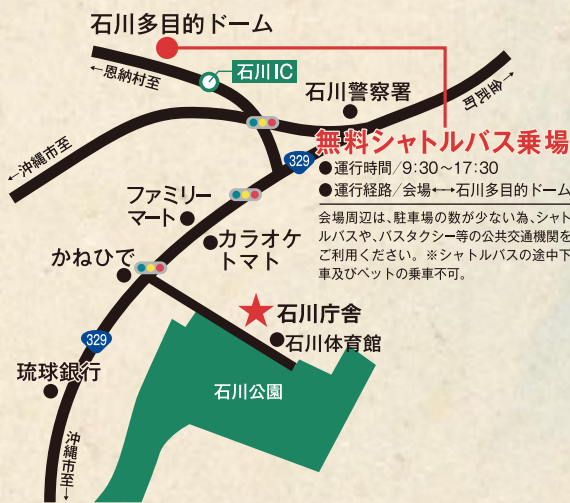 石川多目的ドーム
←恩納村至
石川IC
石川警察署
金武町→
←沖縄市至
無料シャトルバス乗場
329
●運行時間/9:30〜17:30
●運行経路/会場←→石川多目的ドーム
会場周辺は、駐車場の数が少ない為、シャト
ルバスや、バスタクシー等の公共交通機関を
ご利用ください。※シャトルバスの途中下
車及びペットの乗車不可。
ファミリー
マート
カラオケ
トマト
かねひで
石川庁舎
石川体育館
329
琉球銀行
石川公園
沖縄市至→